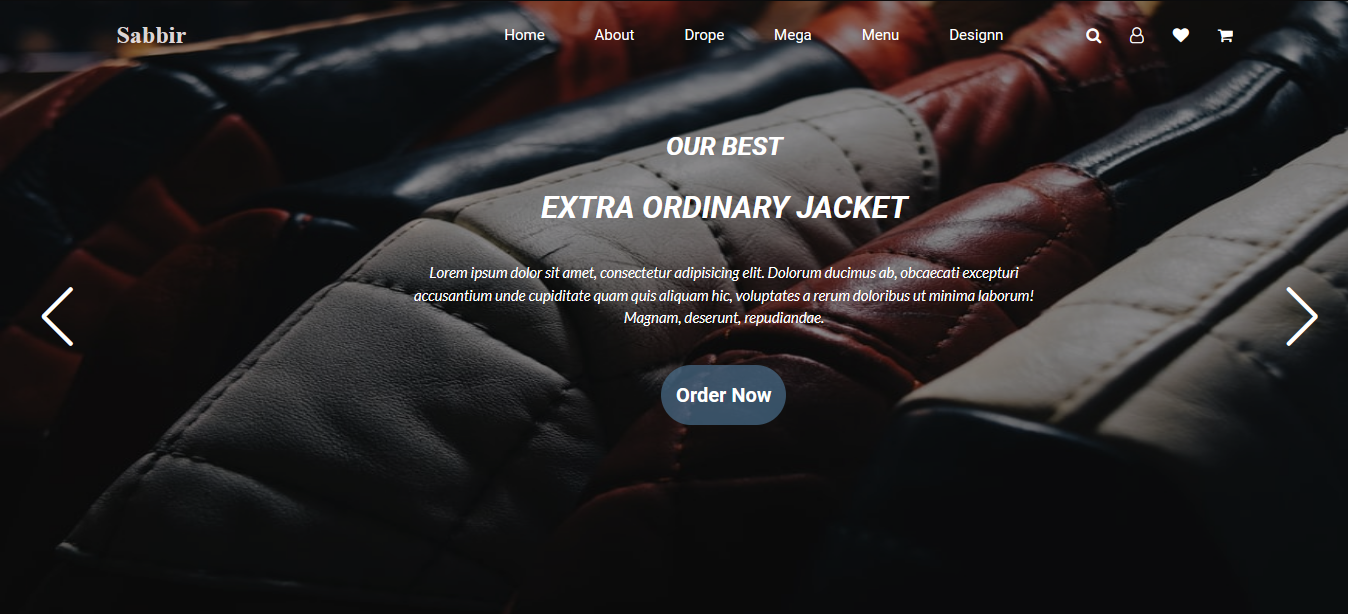 Sabbir
Home About Drope Mega Menu Designn
OUR BEST
EXTRA ORDINARY JACKET
Lorem ipsum dolor sit amet, consectetur adipisicing elit. Dolorum ducimus ab, obcaecati excepturi
accusantium unde cupiditate quam quis aliquam hic, voluptates a rerum doloribus ut minima laborum!
Magnam, deserunt, repudiandae.
Order Now